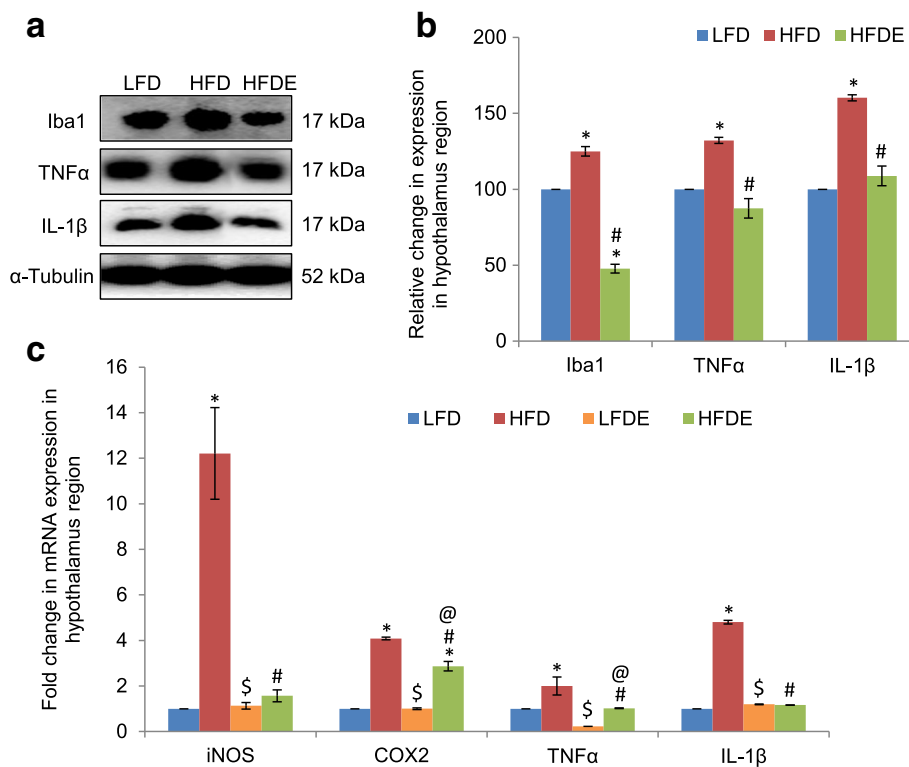 a
LFD HFD HFDE
Iba1 17 kDa
TNFα 17 kDa
IL-1β 17 kDa
α-Tubulin 52 kDa
b
LFD HFD HFDE
Relative change in expression
in hypothalamus region
200
150
100
50
0
* # * * # * #
Iba1 TNFα IL-1β
c
LFD HFD LFDE HFDE
Fold change in mRNA expression in
hypothalamus region
16
14
12
10
8
6
4
2
0
* $ # * $ @ # * * $ @ # * $ #
iNOS COX2 TNFα IL-1β